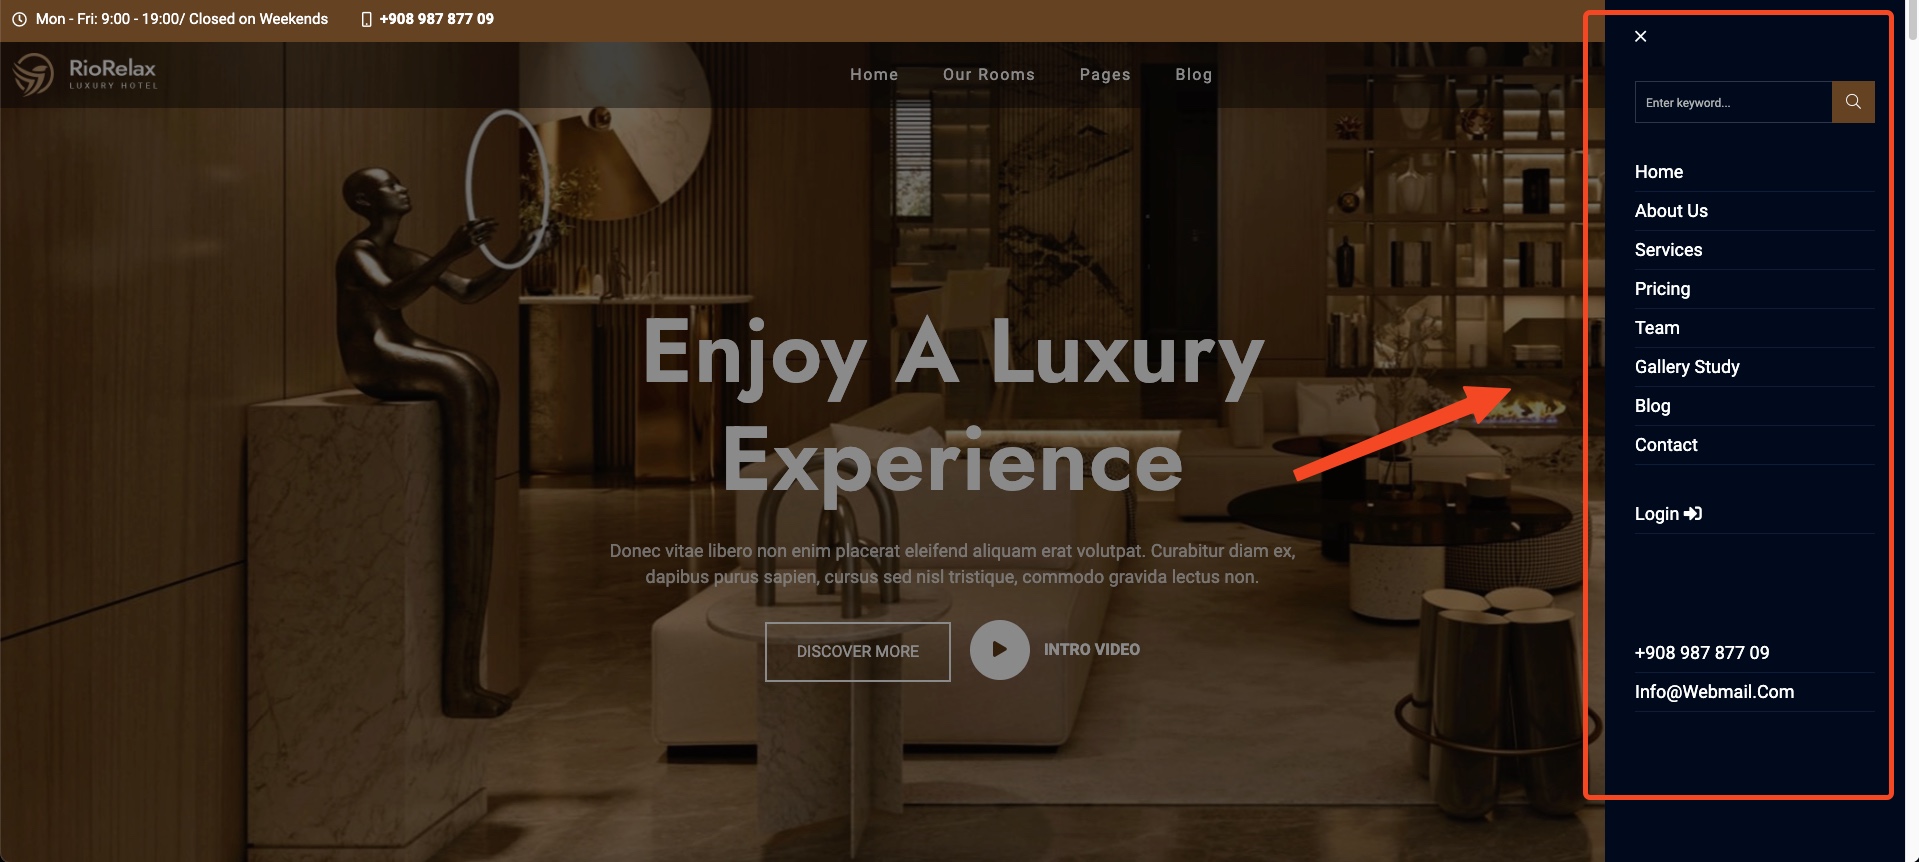 Mon - Fri: 9:00 - 19:00/ Closed on Weekends
+908 987 877 09
RioRelax
LUXURY HOTEL
Home
Our Rooms
Pages
Blog
Enjoy A Luxury
Experience
Donec vitae libero non enim placerat eleifend aliquam erat volutpat. Curabitur diam ex,
dapibus purus sapien, cursus sed nisl tristique, commodo gravida lectus non.
DISCOVER MORE
INTRO VIDEO
Enter keyword...
Home
About Us
Services
Pricing
Team
Gallery Study
Blog
Contact
Login
+908 987 877 09
Info@Webmail.Com